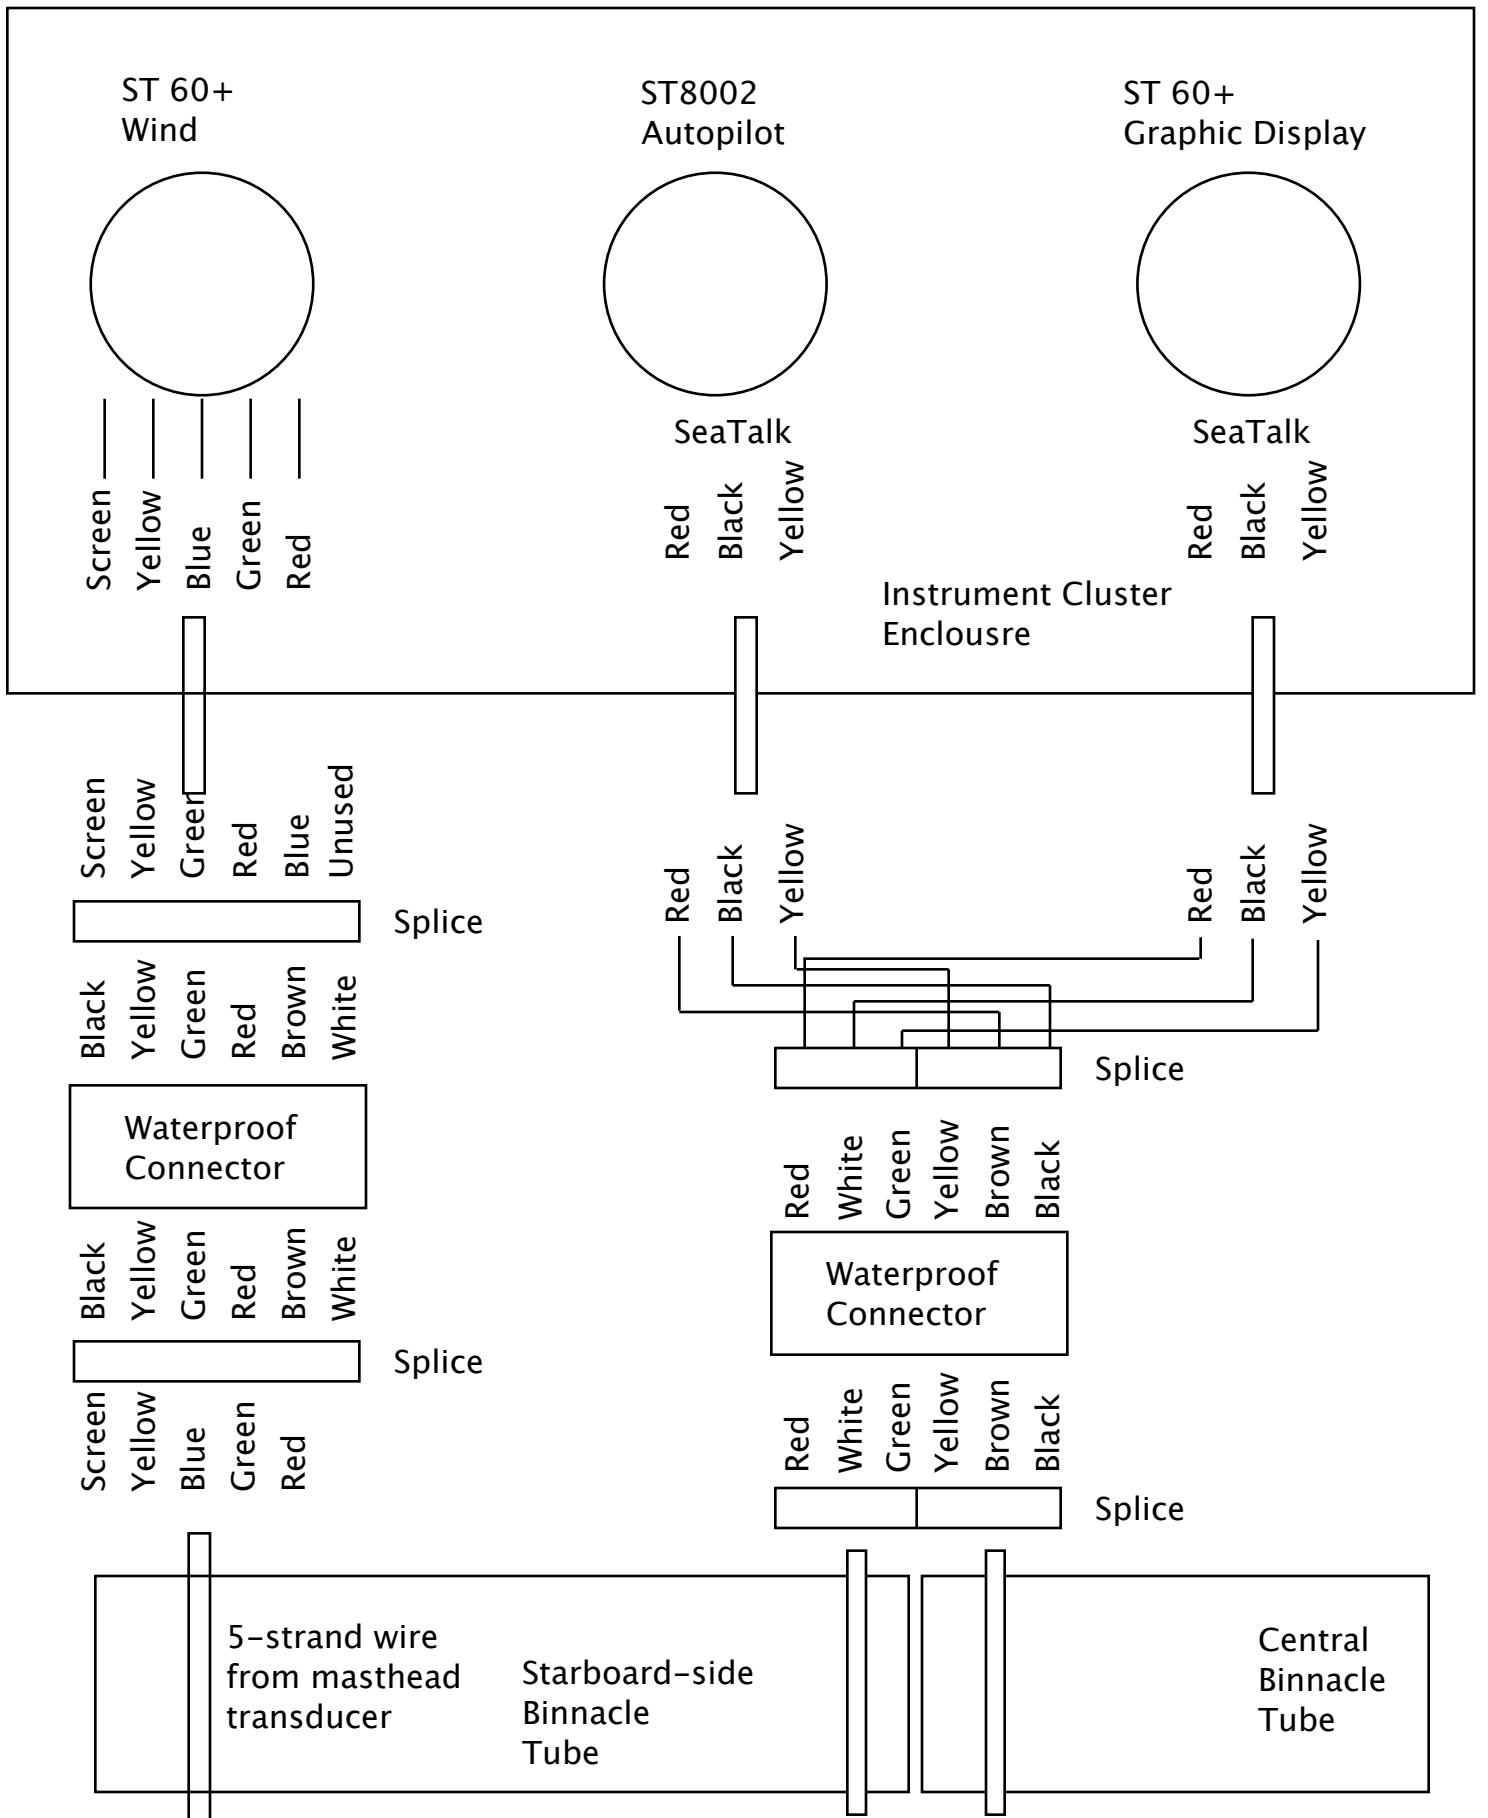 ST 60+
Wind
ST8002
Autopilot
ST 60+
Graphic Display
SeaTalk
SeaTalk
Screen
Yellow
Blue
Green
Red
Red
Black
Yellow
Red
Black
Yellow
Instrument Cluster
Enclousre
Screen
Yellow
Green
Red
Blue
Unused
Splice
Black
Yellow
Green
Red
Brown
White
Waterproof
Connector
Black
Yellow
Green
Red
Brown
White
Splice
Screen
Yellow
Blue
Green
Red
Red
Black
Yellow
Red
Black
Yellow
Splice
Red
White
Green
Yellow
Brown
Black
Waterproof
Connector
Red
White
Green
Yellow
Brown
Black
Splice
5-strand wire
from masthead
transducer
Starboard-side
Binnacle
Tube
Central
Binnacle
Tube